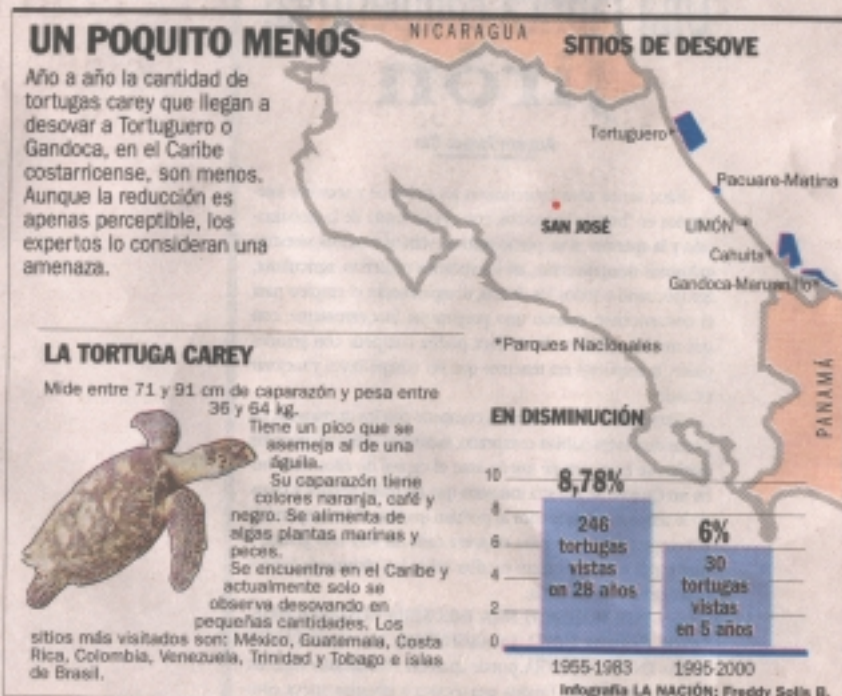 UN POQUITO MENOS
Año a año la cantidad de
tortugas carey que llegan a
desovar a Tortuguero o
Gandoca, en el Caribe
costarricense, son menos.
Aunque la reducción es
apenas perceptible, los
expertos lo consideran una
amenaza.
NICARAGUA
SITIOS DE DESOVE
Tortuguero*
Pacuare-Matina
SAN JOSÉ
LIMÓN
Cahuita*
Gandoca-Manzanillo*
*Parques Nacionales
PANAMÁ
LA TORTUGA CAREY
Mide entre 71 y 91 cm de caparazón y pesa entre
36 y 64 kg.
Tiene un pico que se
asemeja al de una
águila.
Su caparazón tiene
colores naranja, café y
negro. Se alimenta de
algas plantas marinas y
peces.
Se encuentra en el Caribe y
actualmente solo se
observa desovando en
pequeñas cantidades. Los
sitios más visitados son: México, Guatemala, Costa
Rica, Colombia, Venezuela, Trinidad y Tobago e islas
de Brasil.
EN DISMINUCIÓN
10
8
6
4
2
0
8,78%
246
tortugas
vistas
en 28 años
6%
30
tortugas
vistas
en 5 años
1955-1983
1995-2000
Infografía LA NACIÓN: Freddy Solís B.